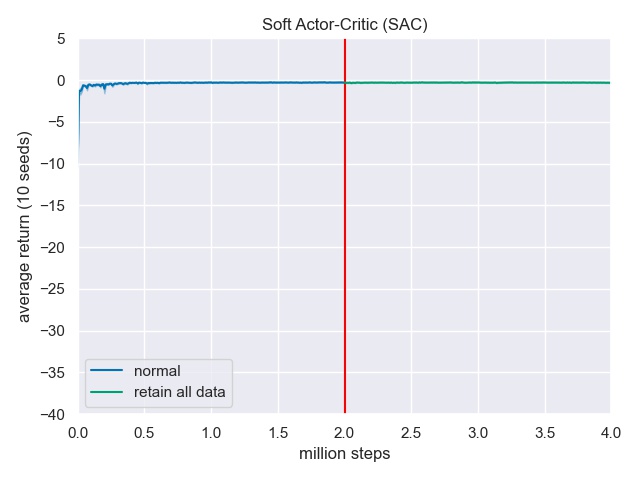 Soft Actor-Critic (SAC)
5
0
−5
−10
−15
−20
−25
−30
−35
−40
average return (10 seeds)
normal
retain all data
0.0 0.5 1.0 1.5 2.0 2.5 3.0 3.5 4.0
million steps